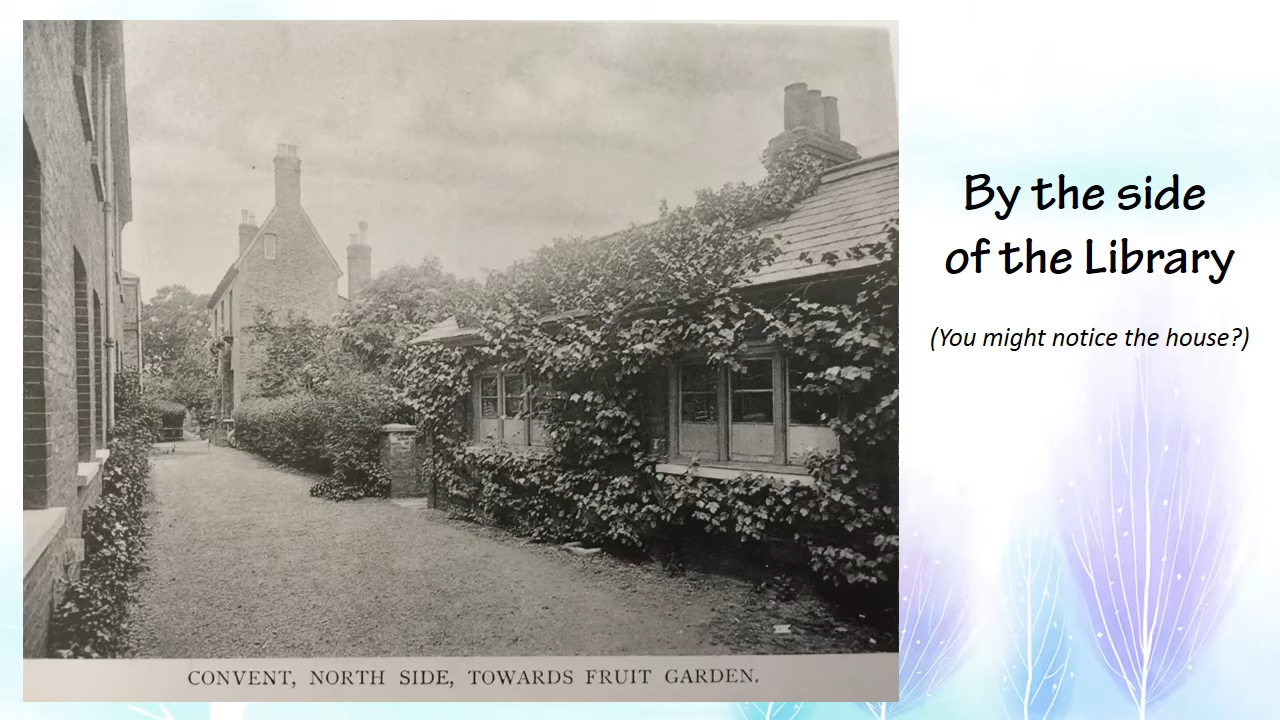 By the side
of the Library
(You might notice the house?)
CONVENT, NORTH SIDE, TOWARDS FRUIT GARDEN.